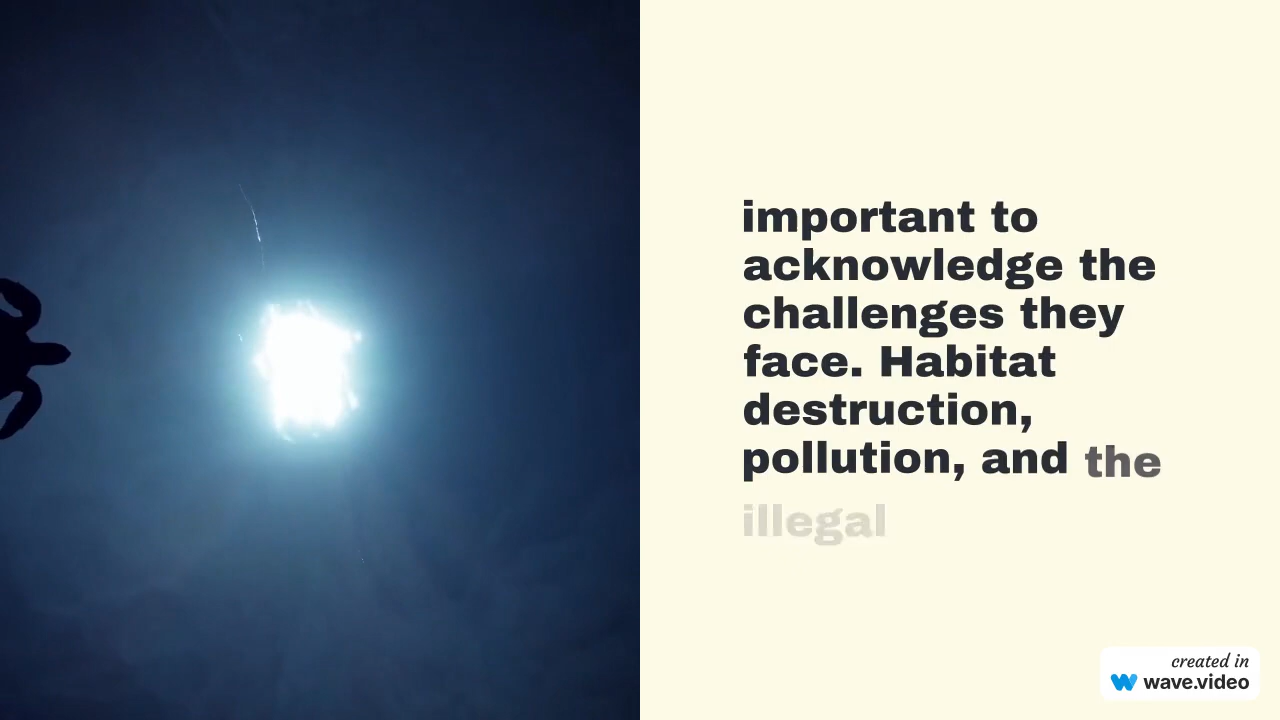 important to
acknowledge the
challenges they
face. Habitat
destruction,
pollution, and the
illegal
created in
wave.video